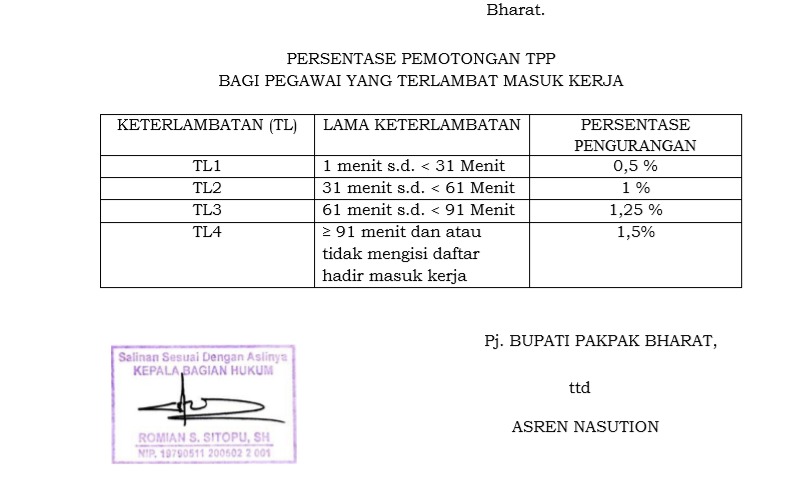 Bharat.
PERSENTASE PEMOTONGAN TPP
BAGI PEGAWAI YANG TERLAMBAT MASUK KERJA
KETERLAMBATAN (TL) LAMA KETERLAMBATAN PERSENTASE
PENGURANGAN
TL1 1 menit s.d. < 31 Menit 0,5 %
TL2 31 menit s.d. < 61 Menit 1 %
TL3 61 menit s.d. < 91 Menit 1,25 %
TL4 ≥ 91 menit dan atau 1,5%
tidak mengisi daftar
hadir masuk kerja
Pj. BUPATI PAKPAK BHARAT,
ttd
ASREN NASUTION
Salinan Sesuai Dengan Aslinya
KEPALA BAGIAN HUKUM
ROMIAN S. SITOPU, SH
NIP. 19790511 200502 2 001